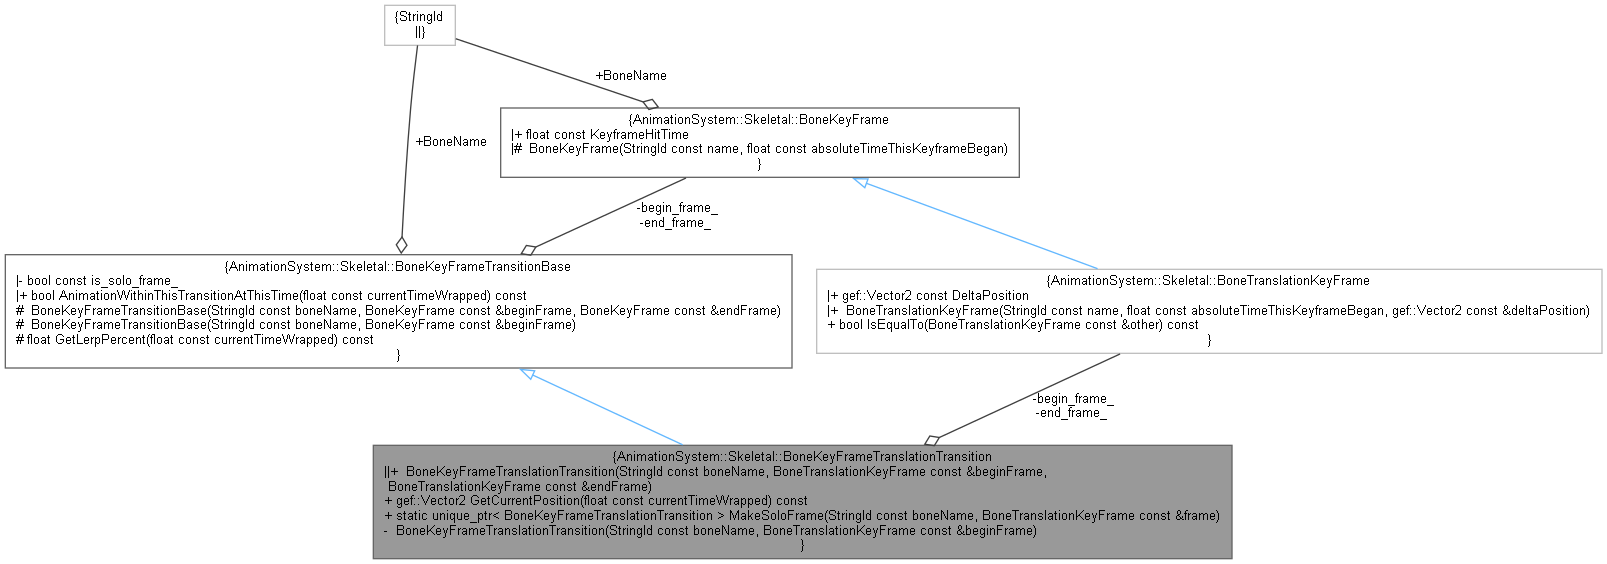 {StringId
||}
+BoneName
{AnimationSystem::Skeletal::BoneKeyFrame
|+ float const KeyframeHitTime
|#  BoneKeyFrame(StringId const name, float const absoluteTimeThisKeyframeBegan)
}
+BoneName
-begin_frame_
-end_frame_
{AnimationSystem::Skeletal::BoneKeyFrameTransitionBase
|- bool const is_solo_frame_
|+ bool AnimationWithinThisTransitionAtThisTime(float const currentTimeWrapped) const
#  BoneKeyFrameTransitionBase(StringId const boneName, BoneKeyFrame const &beginFrame, BoneKeyFrame const &endFrame)
#  BoneKeyFrameTransitionBase(StringId const boneName, BoneKeyFrame const &beginFrame)
# float GetLerpPercent(float const currentTimeWrapped) const
}
{AnimationSystem::Skeletal::BoneTranslationKeyFrame
|+ gef::Vector2 const DeltaPosition
|+  BoneTranslationKeyFrame(StringId const name, float const absoluteTimeThisKeyframeBegan, gef::Vector2 const &deltaPosition)
+ bool IsEqualTo(BoneTranslationKeyFrame const &other) const
}
-begin_frame_
-end_frame_
{AnimationSystem::Skeletal::BoneKeyFrameTranslationTransition
||+  BoneKeyFrameTranslationTransition(StringId const boneName, BoneTranslationKeyFrame const &beginFrame,
BoneTranslationKeyFrame const &endFrame)
+ gef::Vector2 GetCurrentPosition(float const currentTimeWrapped) const
+ static unique_ptr< BoneKeyFrameTranslationTransition > MakeSoloFrame(StringId const boneName, BoneTranslationKeyFrame const &frame)
-  BoneKeyFrameTranslationTransition(StringId const boneName, BoneTranslationKeyFrame const &beginFrame)
}